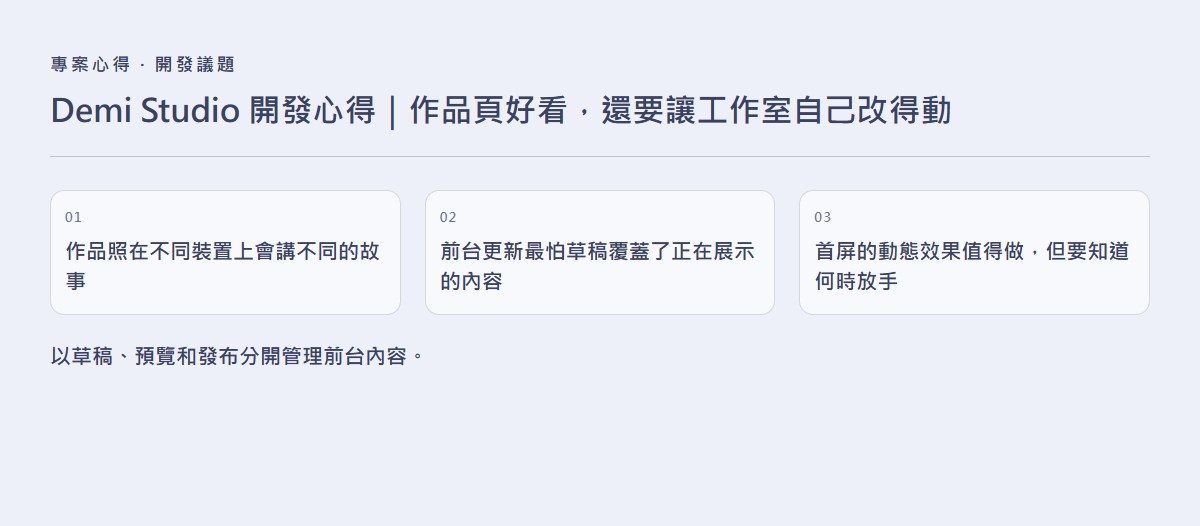 專案心得 · 開發議題
Demi Studio 開發心得｜作品頁好看，還要讓工作室自己改得動
01
作品照在不同裝置上會講不同的故
事
02
前台更新最怕草稿覆蓋了正在展示
的內容
03
首屏的動態效果值得做，但要知道
何時放手
以草稿、預覽和發布分開管理前台內容。